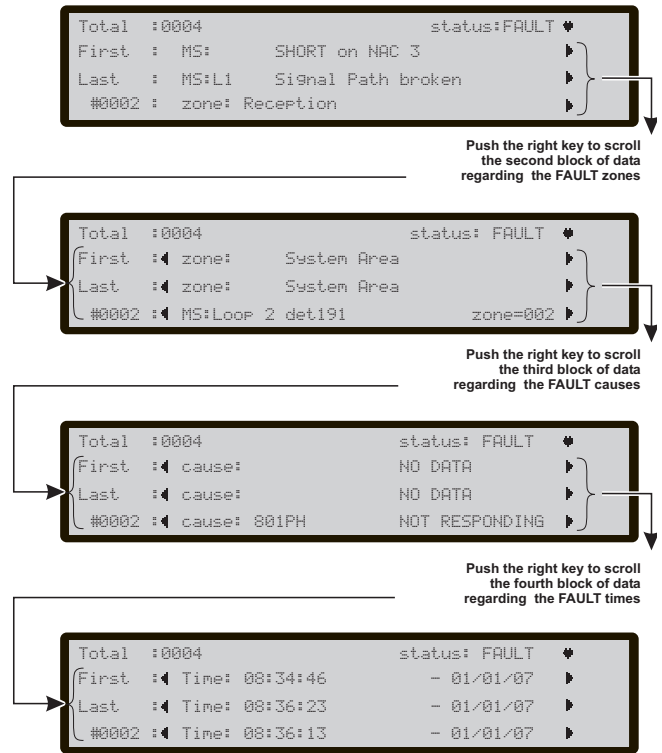 Total :0004 status:FAULT
First : MS: SHORT on NAC 3
Last : MS:L1 Signal Path broken
#0002 : zone: Reception
Push the right key to scroll
the second block of data
regarding the FAULT zones
Total :0004 status: FAULT
First : zone: System Area
Last : zone: System Area
#0002 : MS:Loop 2 det191 zone=002
Push the right key to scroll
the third block of data
regarding the FAULT causes
Total :0004 status: FAULT
First : cause: NO DATA
Last : cause: NO DATA
#0002 : cause: 801PH NOT RESPONDING
Push the right key to scroll
the fourth block of data
regarding the FAULT times
Total :0004 status: FAULT
First : Time: 08:34:46 - 01/01/07
Last : Time: 08:36:23 - 01/01/07
#0002 : Time: 08:36:13 - 01/01/07